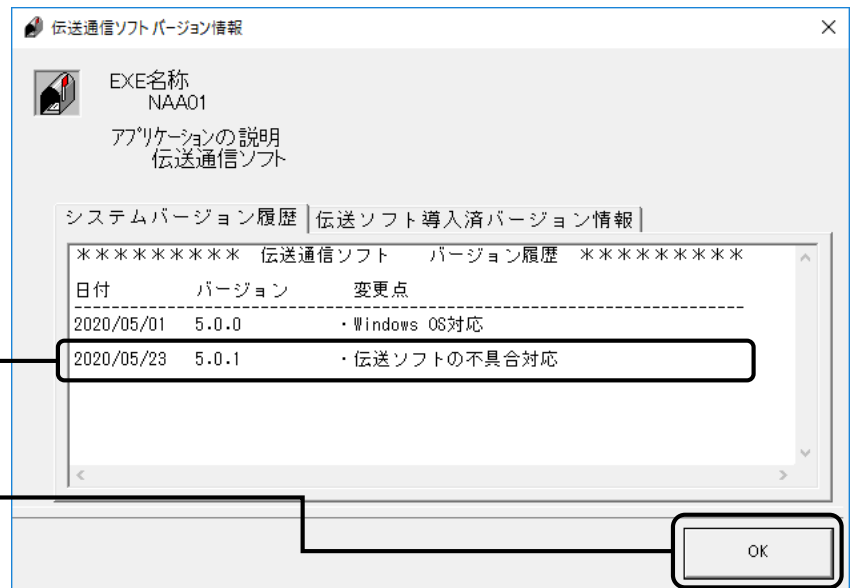 伝送通信ソフト バージョン情報
EXE名称
NAA01
アプリケーションの説明
伝送通信ソフト
システムバージョン履歴 伝送ソフト導入済バージョン情報
********* 伝送通信ソフト バージョン履歴 *********
日付 バージョン 変更点
--------------------------------------------------------------
2020/05/01 5.0.0 ・Windows OS対応
2020/05/23 5.0.1 ・伝送ソフトの不具合対応
OK